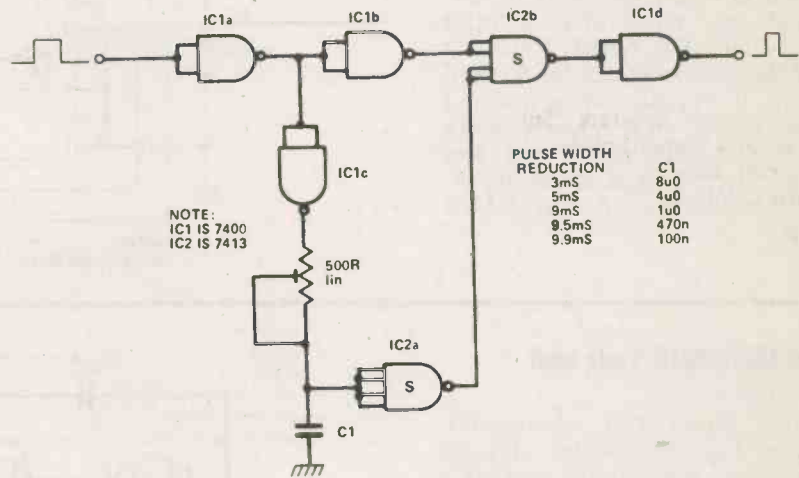 IC1a
IC1b
IC2b
IC1d
S
IC1c
PULSE WIDTH
REDUCTION C1
3mS 8u0
5mS 4u0
9mS 1u0
9.5mS 470n
9.9mS 100n
NOTE:
IC1 IS 7400
IC2 IS 7413
500R
lin
IC2a
S
C1